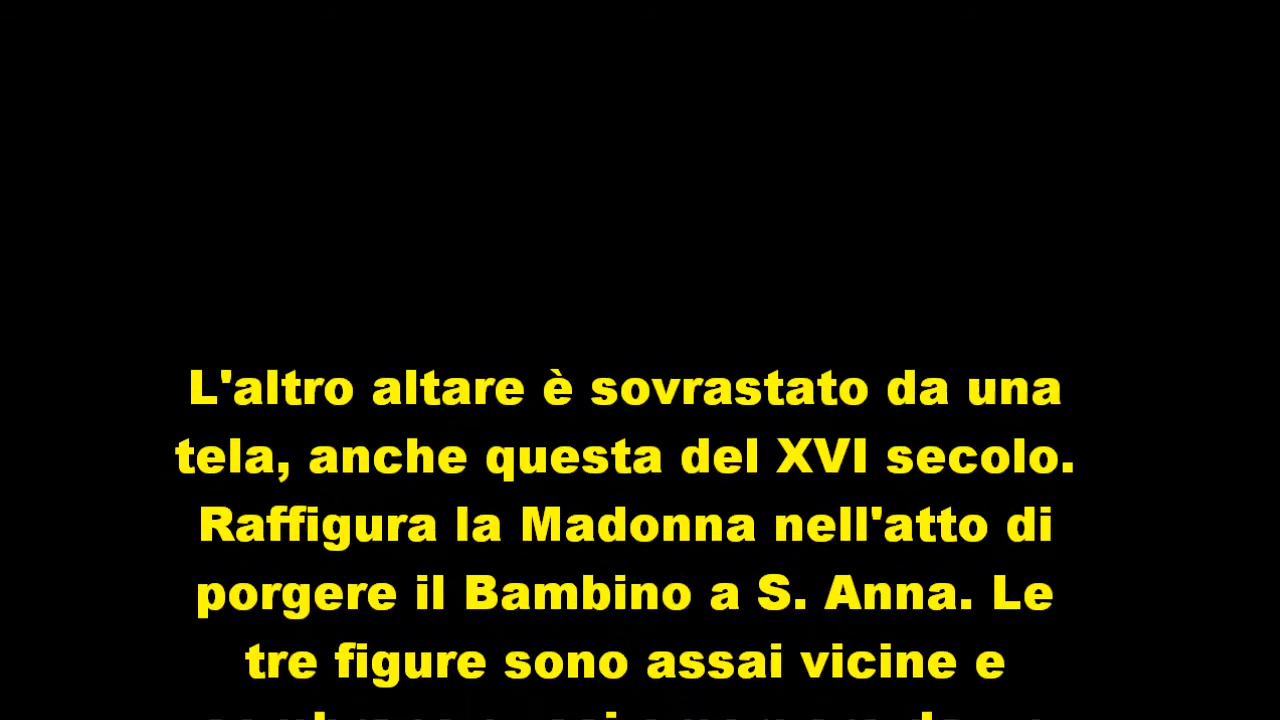 L'altro altare è sovrastato da una
tela, anche questa del XVI secolo.
Raffigura la Madonna nell'atto di
porgere il Bambino a S. Anna. Le
tre figure sono assai vicine e